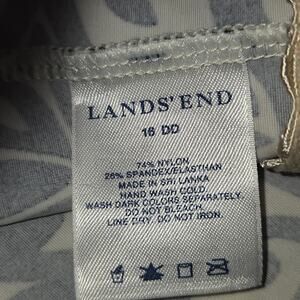 LANDS' END
16 DD
74% NYLON
26% SPANDEX/ELASTHAN
MADE IN SRI LANKA
HAND WASH COLD
WASH DARK COLORS SEPARATELY.
DO NOT BLEACH.
LINE DRY. DO NOT IRON.